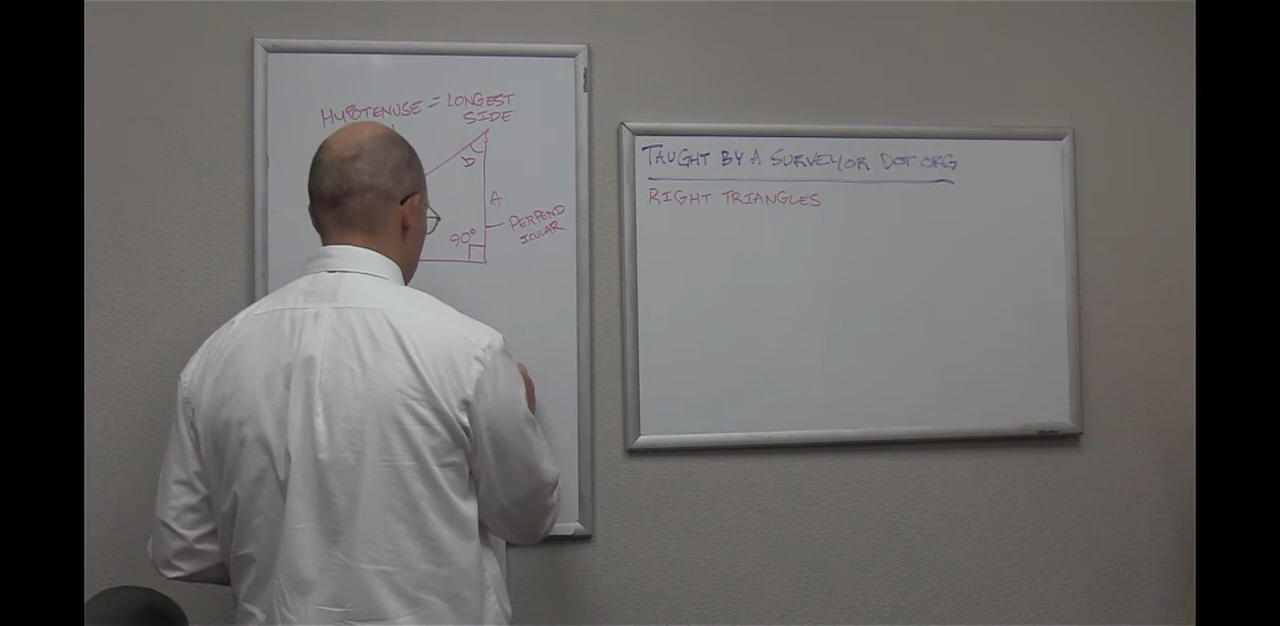 HYPOTENUSE = LONGEST
SIDE
D
A
90°
PERPEND
ICULAR
TAUGHT BY A SURVEYOR DOT ORG
RIGHT TRIANGLES